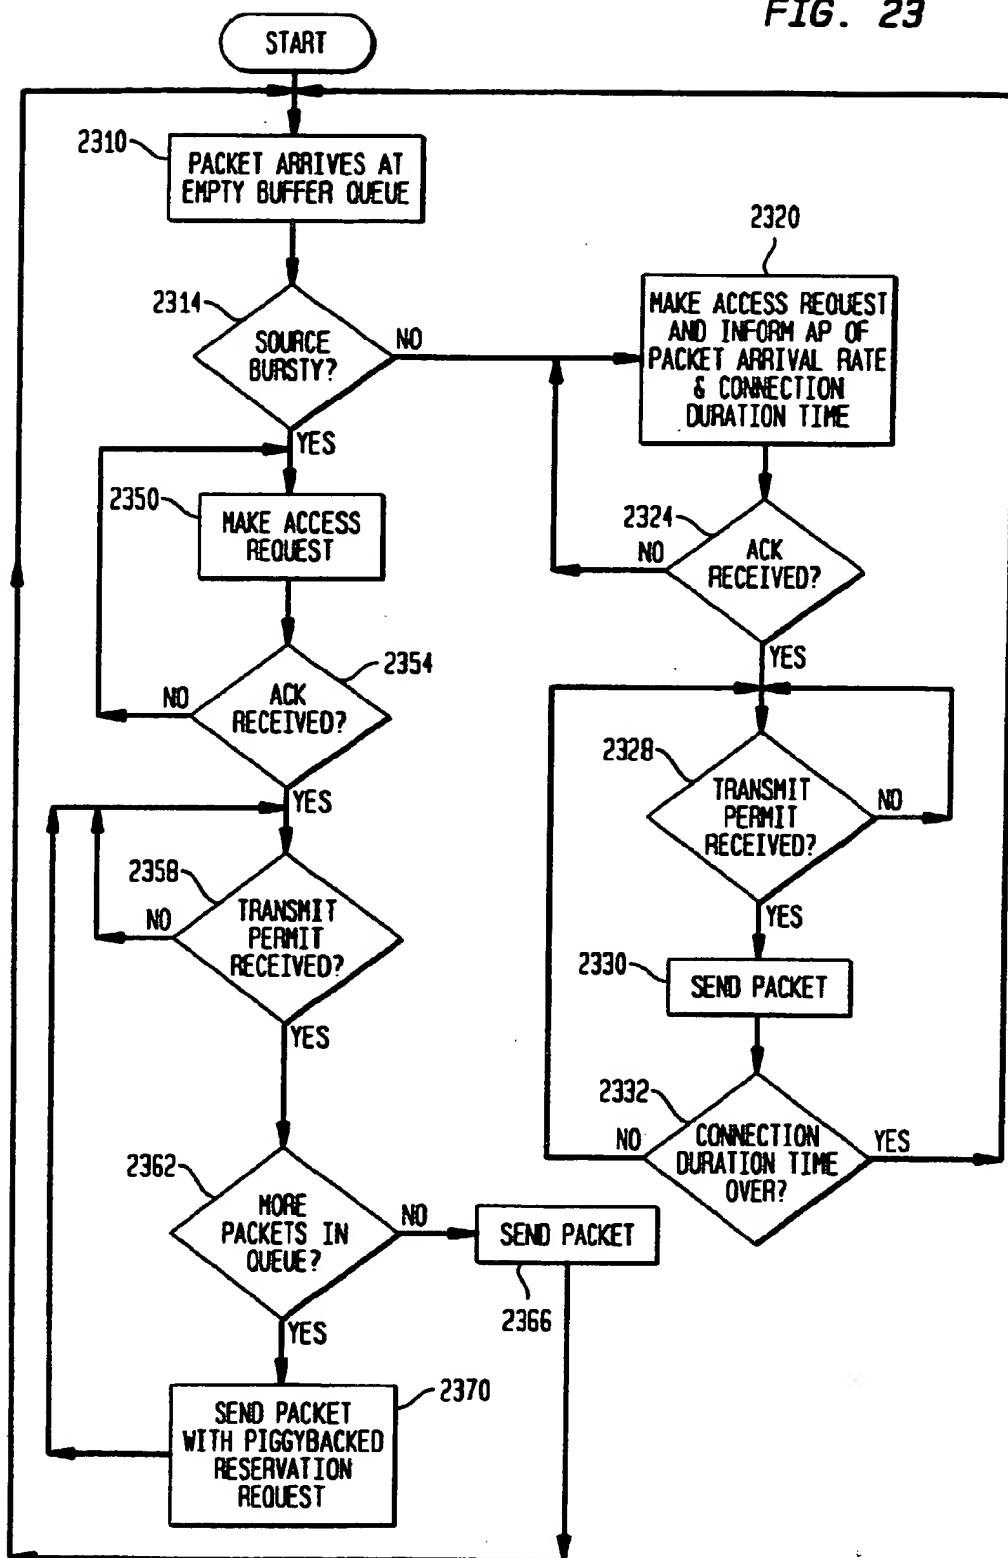 FIG. 23
START
2310
PACKET ARRIVES AT
EMPTY BUFFER QUEUE
2314
SOURCE
BURSTY?
NO
YES
2320
MAKE ACCESS REQUEST
AND INFORM AP OF
PACKET ARRIVAL RATE
& CONNECTION
DURATION TIME
2350
MAKE ACCESS
REQUEST
2324
ACK
RECEIVED?
NO
YES
2354
ACK
RECEIVED?
NO
YES
2328
TRANSMIT
PERMIT
RECEIVED?
NO
YES
2358
TRANSMIT
PERMIT
RECEIVED?
NO
YES
2330
SEND PACKET
2332
CONNECTION
DURATION TIME
OVER?
NO
YES
2362
MORE
PACKETS IN
QUEUE?
NO
YES
SEND PACKET
2366
2370
SEND PACKET
WITH PIGGYBACKED
RESERVATION
REQUEST